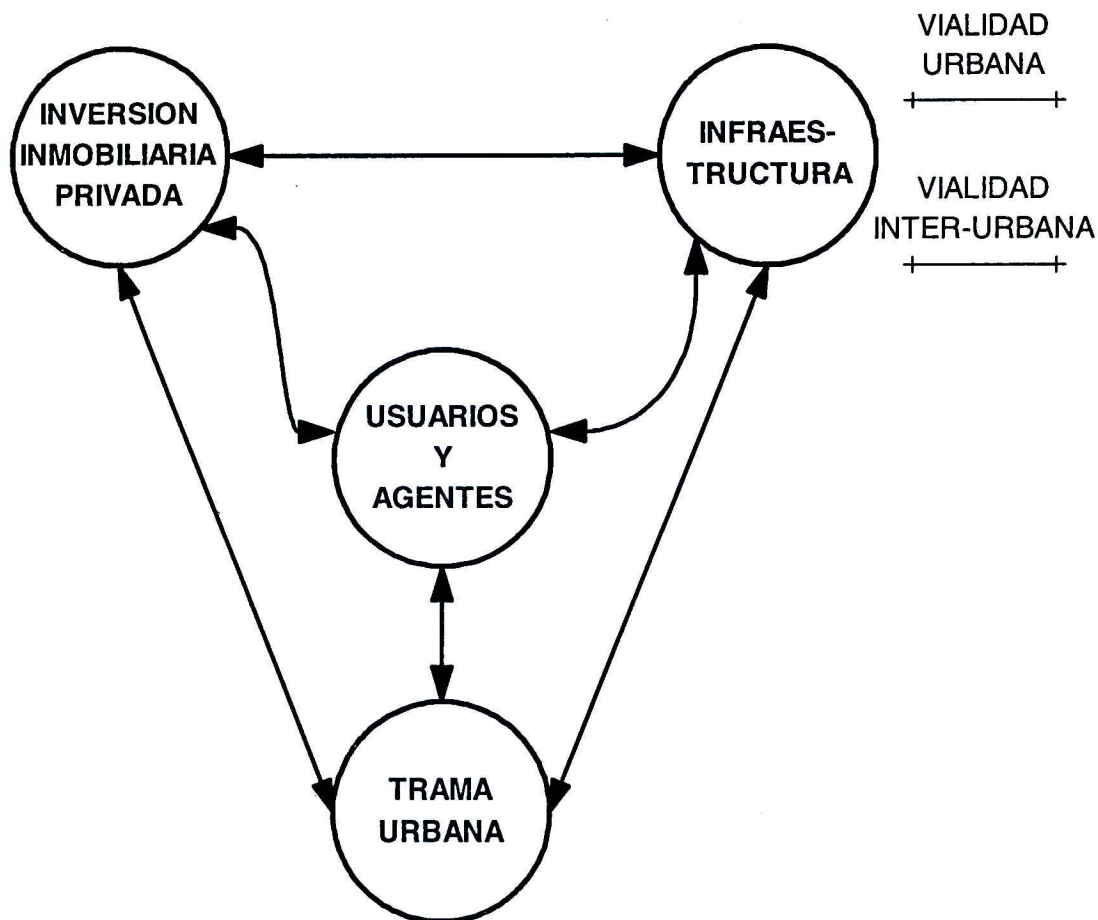 INVERSION
INMOBILIARIA
PRIVADA
INFRAES-
TRUCTURA
VIALIDAD
URBANA
VIALIDAD
INTER-URBANA
USUARIOS
Y
AGENTES
TRAMA
URBANA